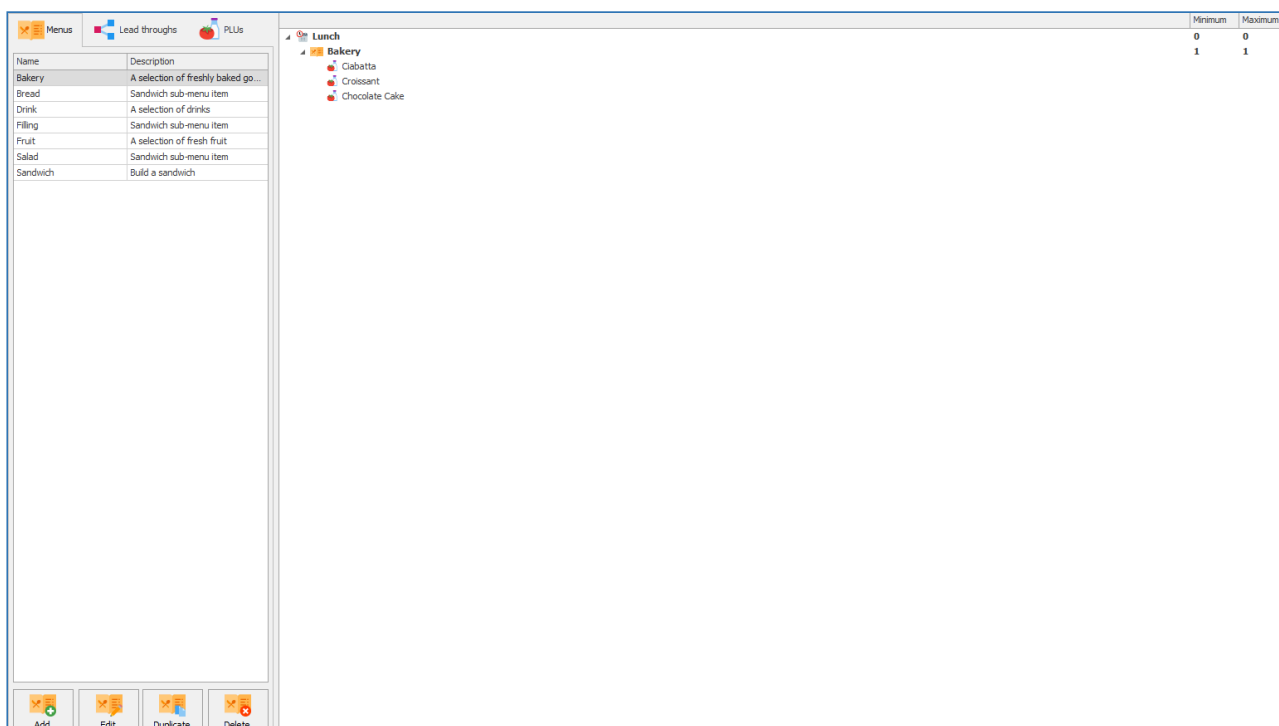 Menus Lead throughs PLUs
Name Description
Bakery A selection of freshly baked go...
Bread Sandwich sub-menu item
Drink A selection of drinks
Filling Sandwich sub-menu item
Fruit A selection of fresh fruit
Salad Sandwich sub-menu item
Sandwich Build a sandwich
Add Edit Duplicate Delete
Minimum Maximum
Lunch 0 0
Bakery 1 1
Ciabatta
Croissant
Chocolate Cake